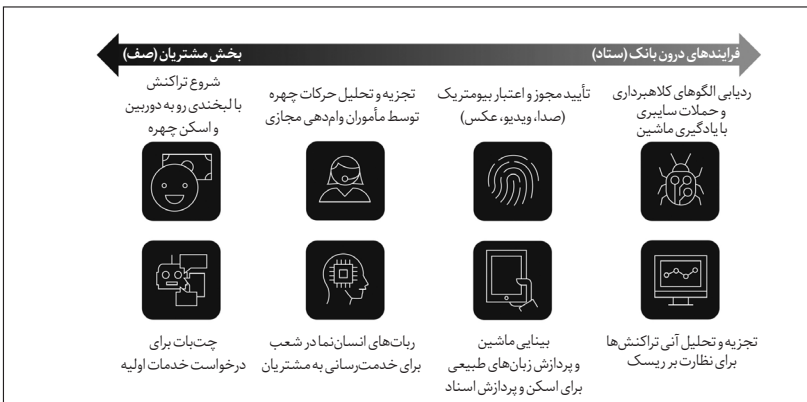 فرایندهای درون بانک (ستاد)
بخش مشتریان (صف)
ردیابی الگوهای کلاهبرداری
و حملات سایبری
با یادگیری ماشین
تأیید مجوز و اعتبار بیومتریک
(صدا، ویدیو، عکس)
تجزیه و تحلیل حرکات چهره
توسط مأموران وام‌دهی مجازی
شروع تراکنش
با لبخندی رو به دوربین
و اسکن چهره
تجزیه و تحلیل آنی تراکنش‌ها
برای نظارت بر ریسک
بینایی ماشین
و پردازش زبان‌های طبیعی
برای اسکن و پردازش اسناد
ربات‌های انسان‌نما در شعب
برای خدمت‌رسانی به مشتریان
چت‌بات برای
درخواست خدمات اولیه